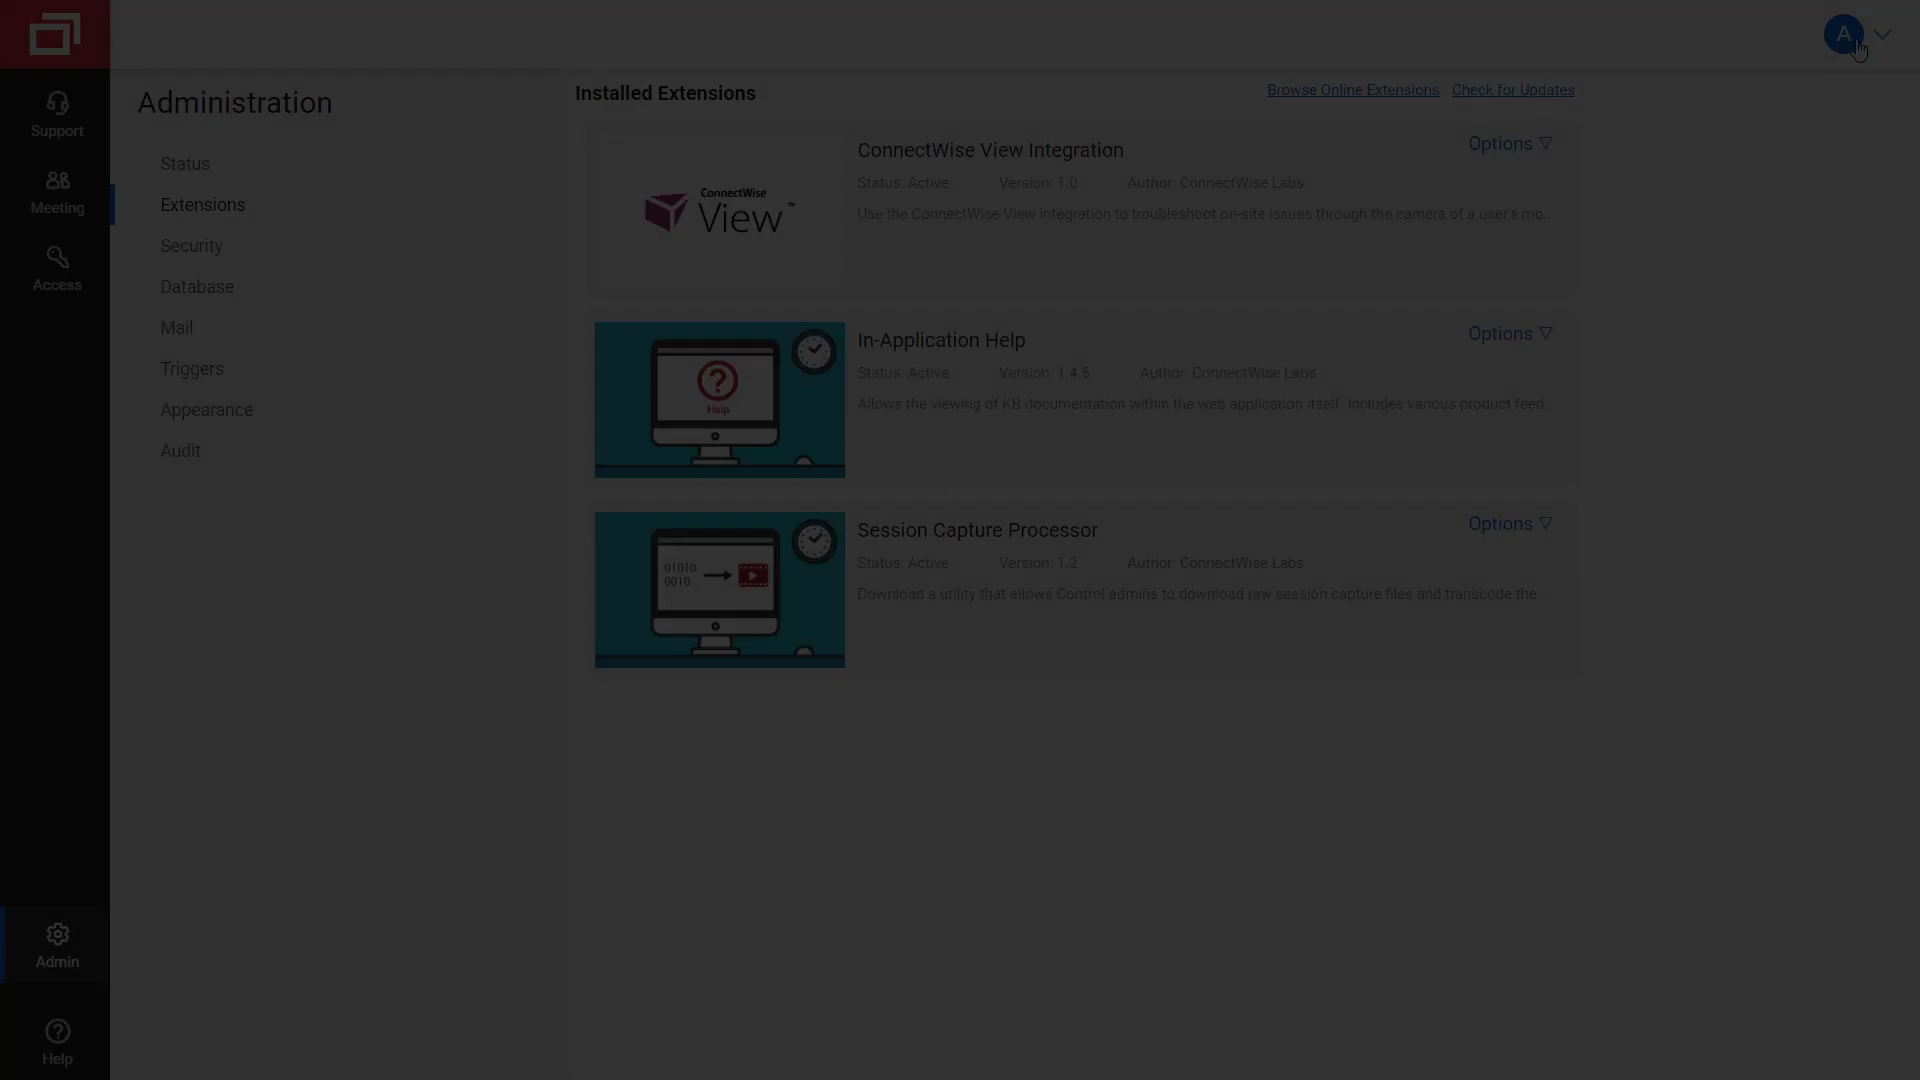 A
Support
Meeting
Access
Admin
Help
Administration
Status
Extensions
Security
Database
Mail
Triggers
Appearance
Audit
Installed Extensions
Browse Online Extensions Check for Updates
ConnectWise
View™
ConnectWise View Integration
Options
Status: Active Version: 1.0 Author: ConnectWise Labs
Use the ConnectWise View Integration to troubleshoot on-site issues through the camera of a user's mo...
Help
In-Application Help
Options
Status: Active Version: 1.4.5 Author: ConnectWise Labs
Allows the viewing of KB documentation within the web application itself. Includes various product feed...
01010
0010
Session Capture Processor
Options
Status: Active Version: 1.2 Author: ConnectWise Labs
Download a utility that allows Control admins to download raw session capture files and transcode the...